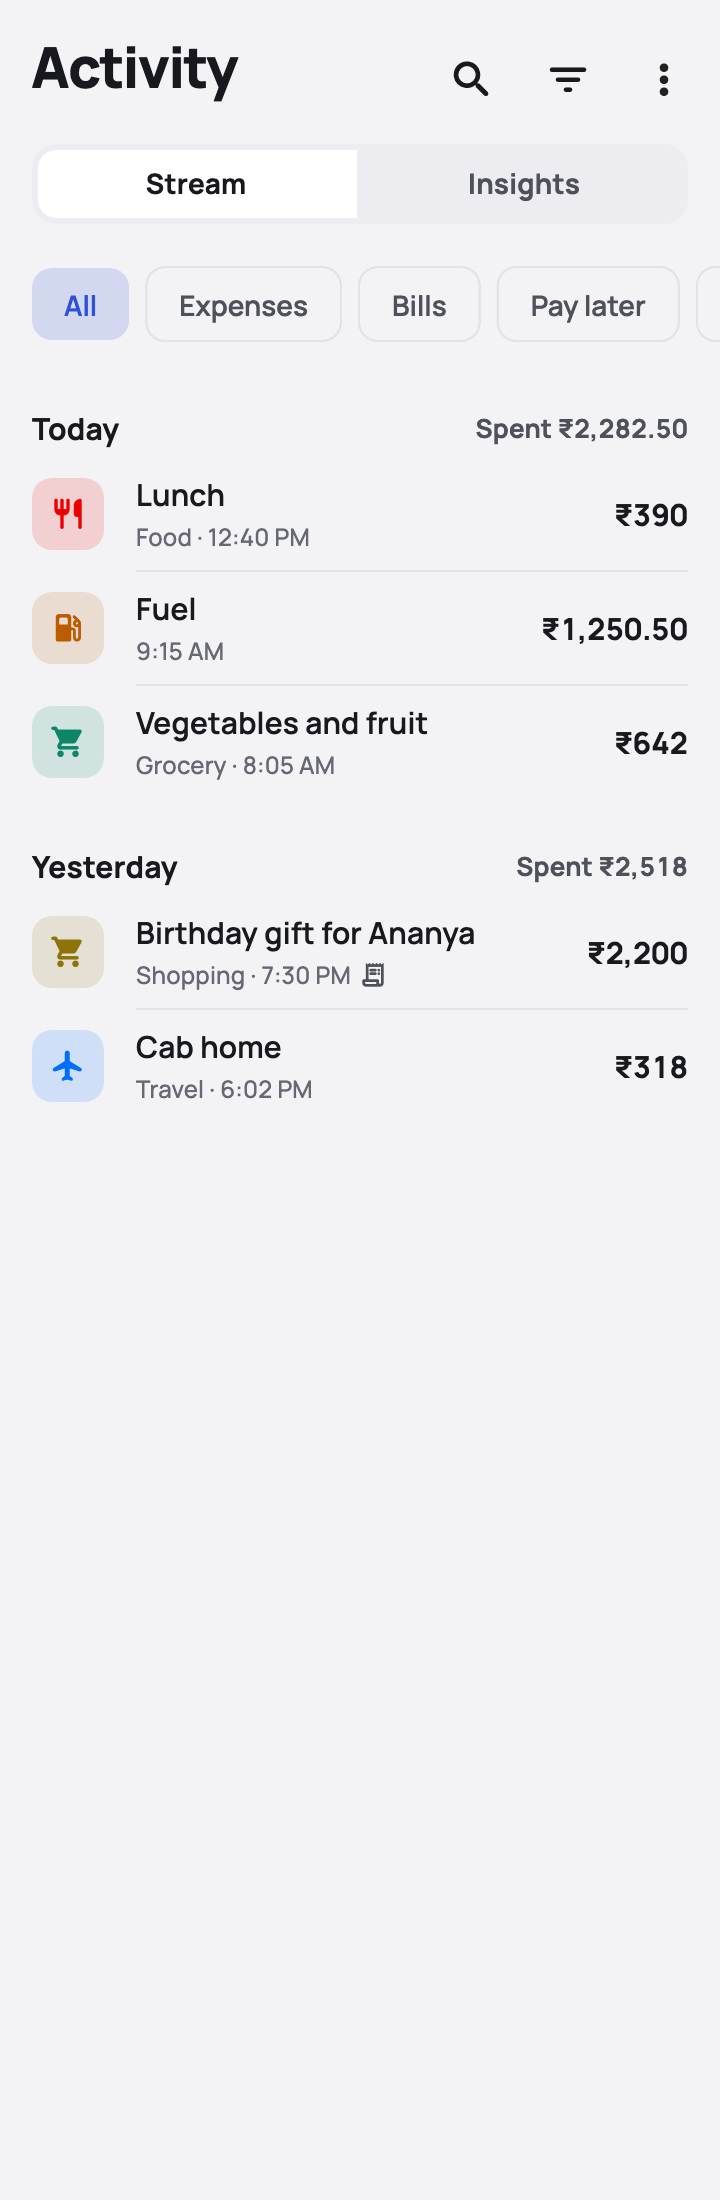 Activity
Stream
Insights
All
Expenses
Bills
Pay later
Today
Spent ₹2,282.50
Lunch
Food · 12:40 PM
₹390
Fuel
9:15 AM
₹1,250.50
Vegetables and fruit
Grocery · 8:05 AM
₹642
Yesterday
Spent ₹2,518
Birthday gift for Ananya
Shopping · 7:30 PM
₹2,200
Cab home
Travel · 6:02 PM
₹318